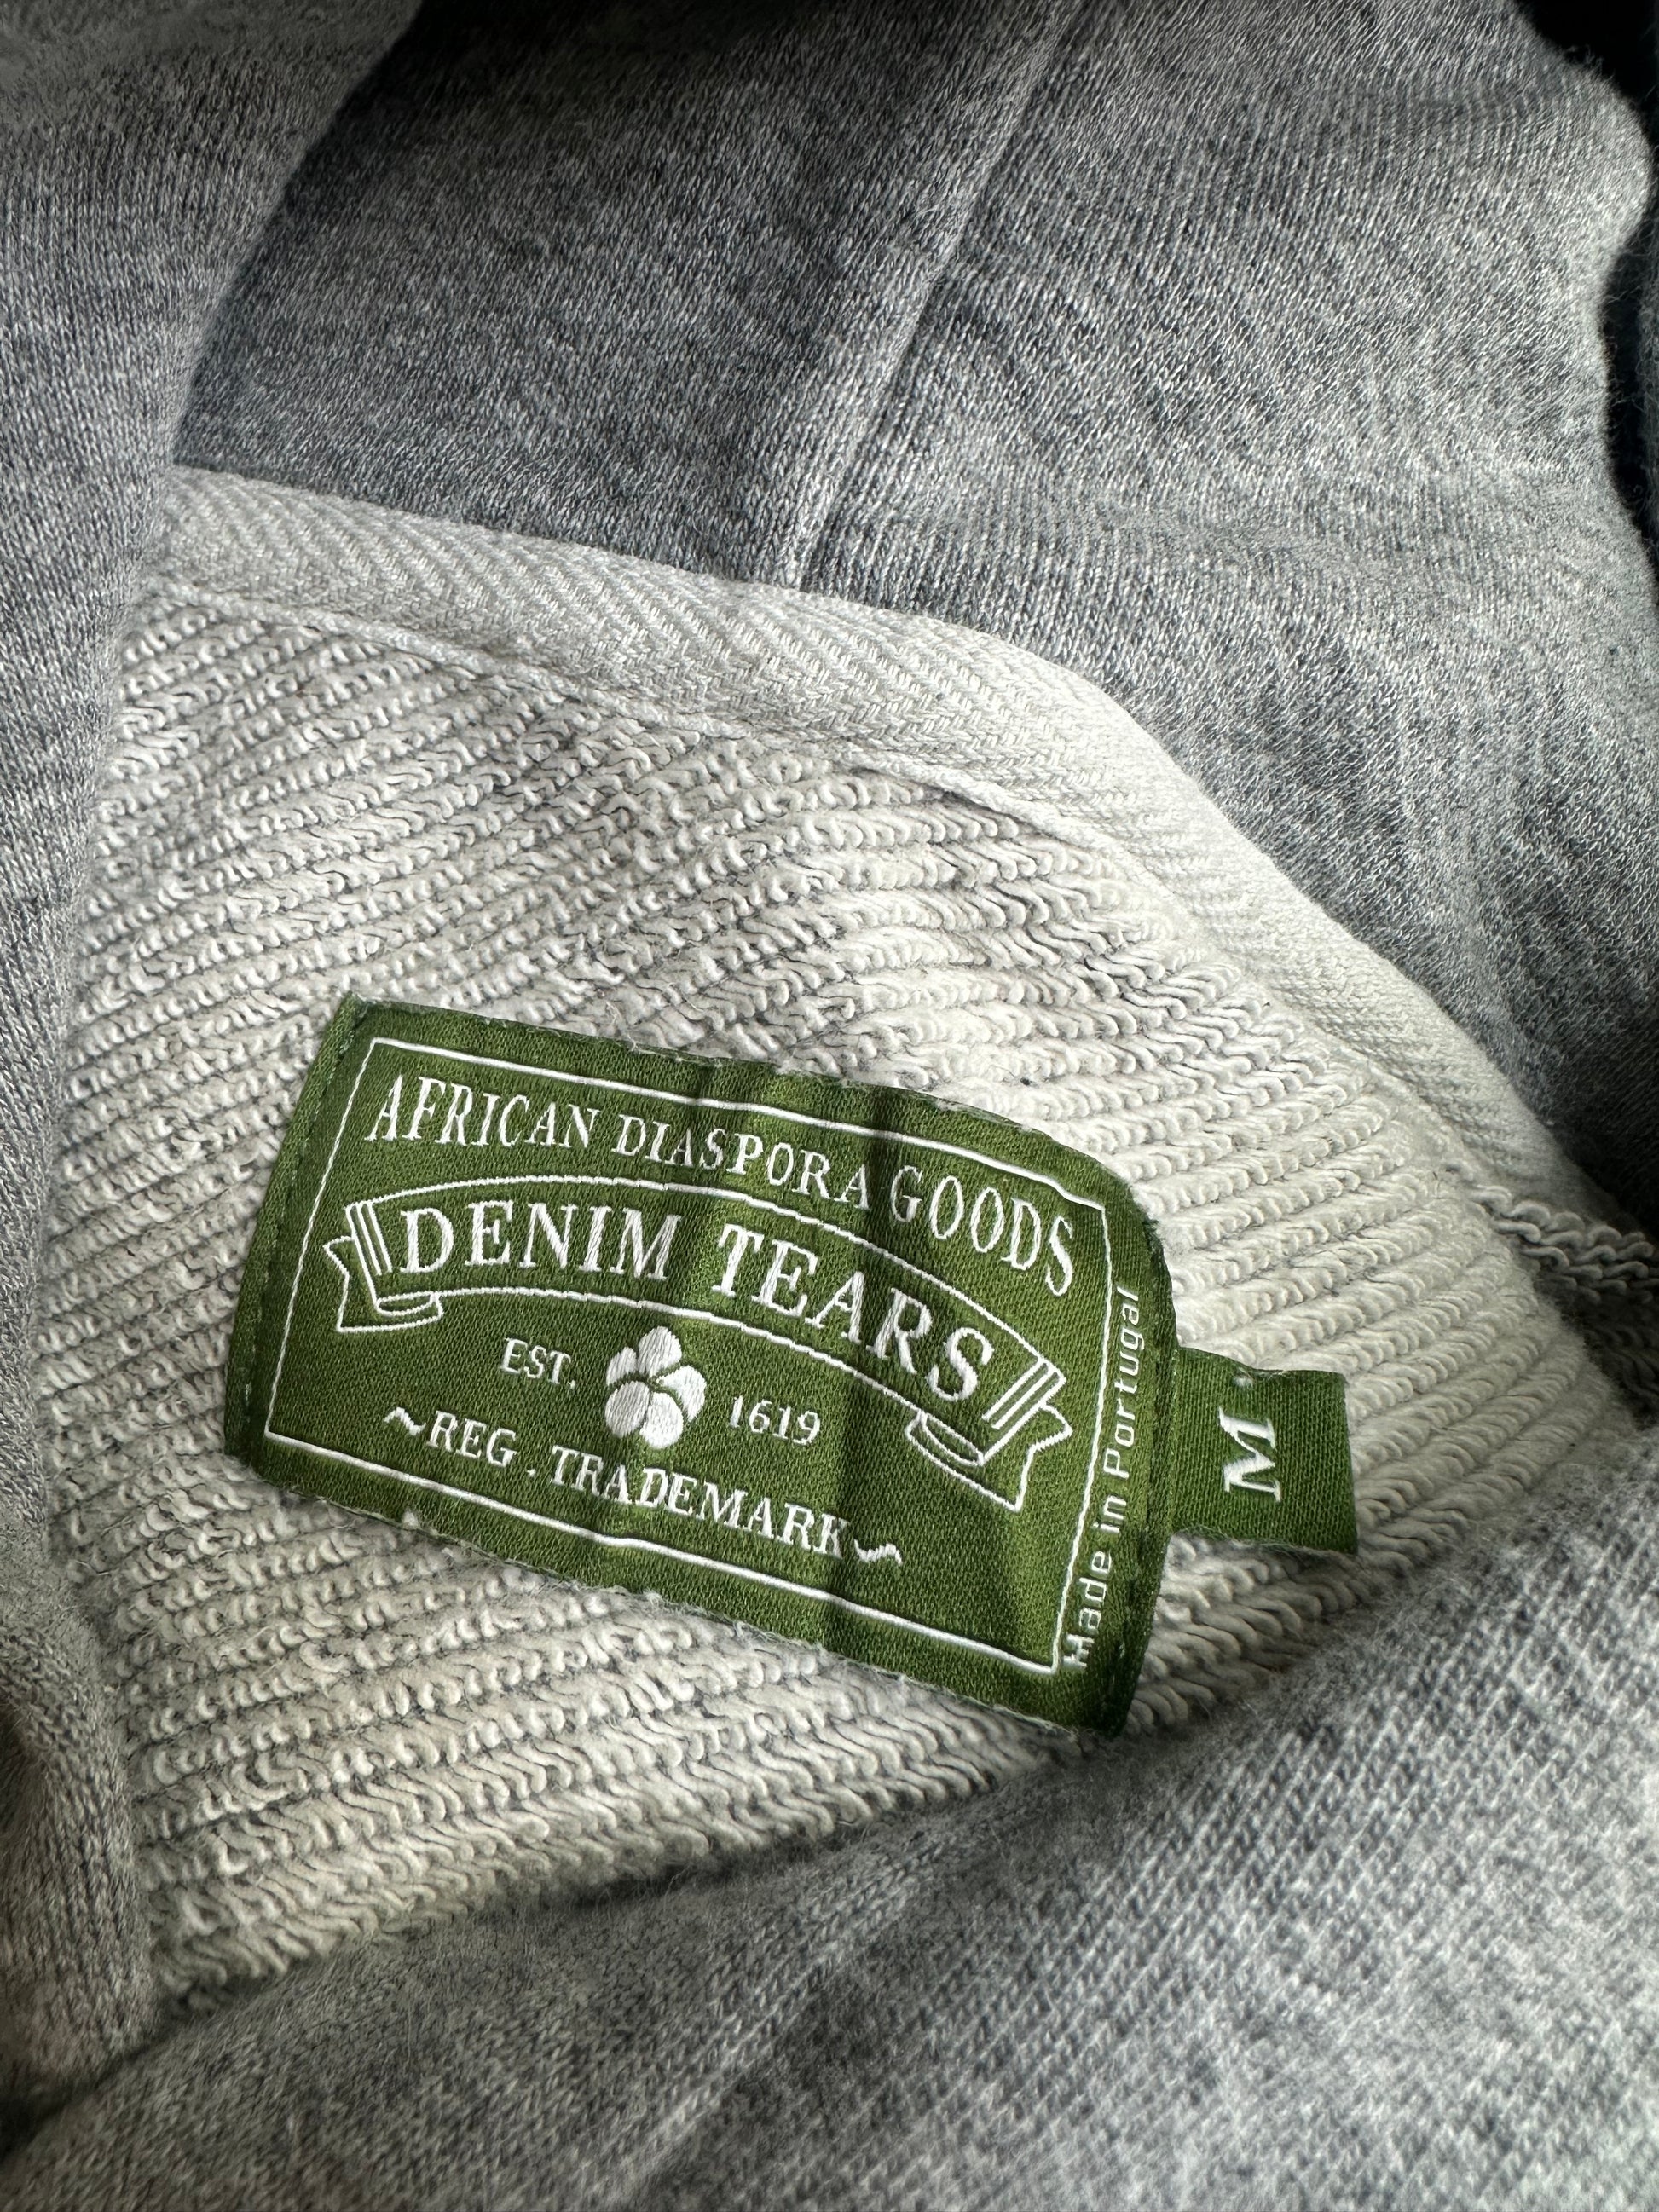 AFRICAN DIASPORA GOODS
DENIM TEARS
EST. 1619
~REG. TRADEMARK~
Made in Portugal
M